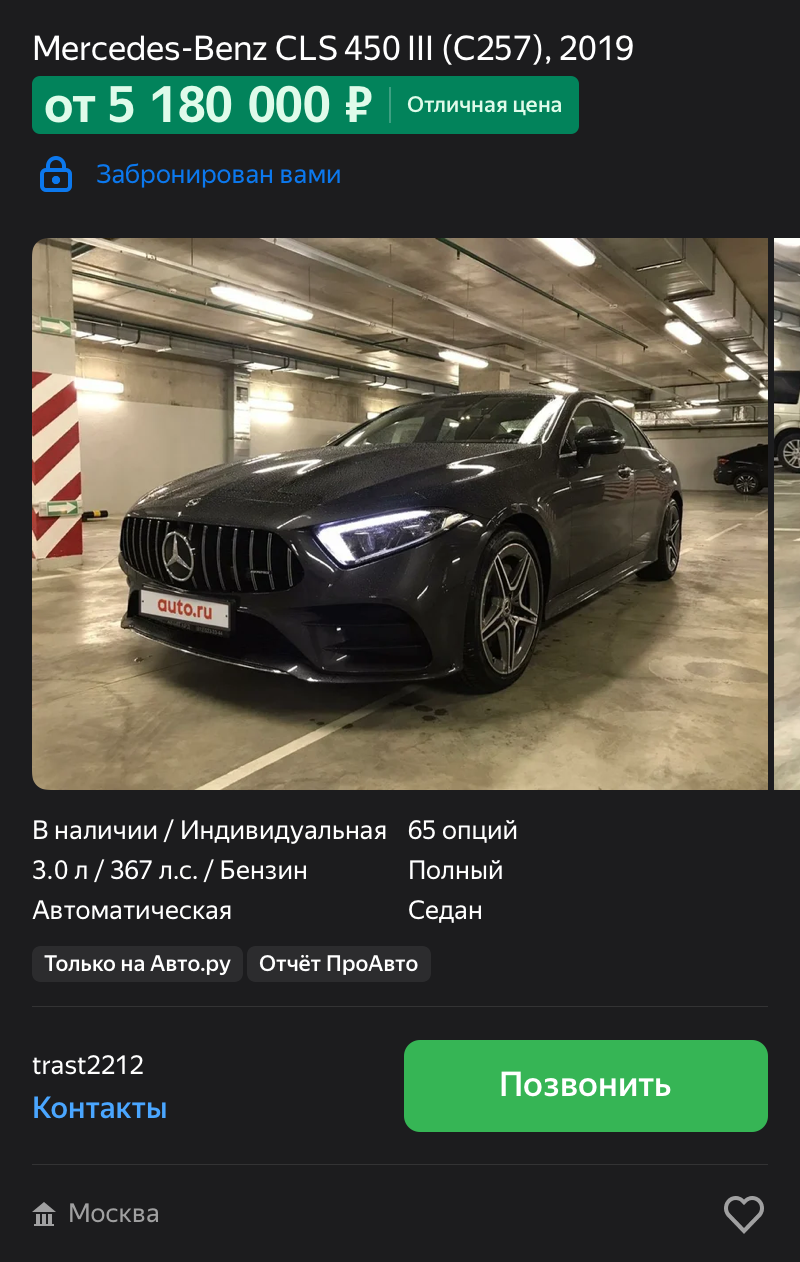 Mercedes-Benz CLS 450 III (C257), 2019
от 5 180 000 ₽
Отличная цена
Забронирован вами
auto.ru
В наличии / Индивидуальная
65 опций
3.0 л / 367 л.с. / Бензин
Полный
Автоматическая
Седан
Только на Авто.ру
Отчёт ПроАвто
trast2212
Контакты
Позвонить
Москва